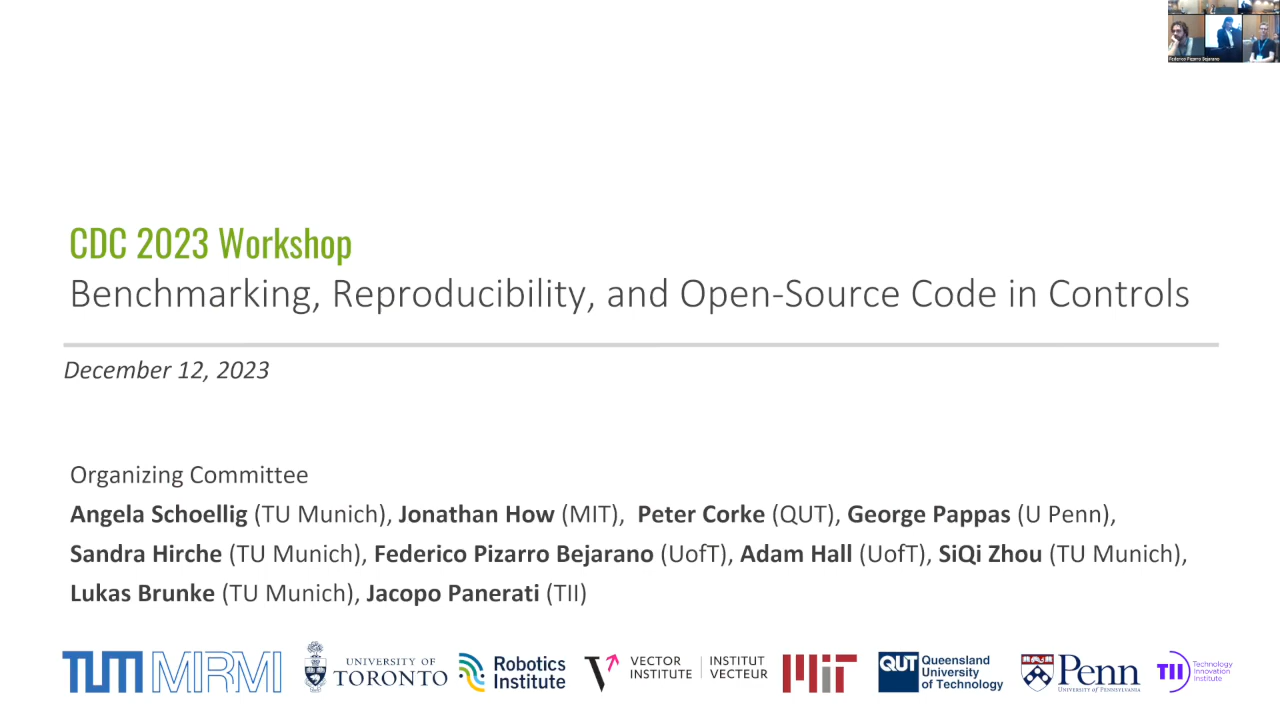 Federico Pizarro Bejarano
CDC 2023 Workshop
Benchmarking, Reproducibility, and Open-Source Code in Controls
December 12, 2023
Organizing Committee
Angela Schoellig (TU Munich), Jonathan How (MIT), Peter Corke (QUT), George Pappas (U Penn),
Sandra Hirche (TU Munich), Federico Pizarro Bejarano (UofT), Adam Hall (UofT), SiQi Zhou (TU Munich),
Lukas Brunke (TU Munich), Jacopo Panerati (TII)
TUM MIRMI
UNIVERSITY OF
TORONTO
Robotics
Institute
VECTOR
INSTITUTE
INSTITUT
VECTEUR
MIT
QUT
Queensland
University
of Technology
Penn
UNIVERSITY OF PENNSYLVANIA
TII
Technology
Innovation
Institute